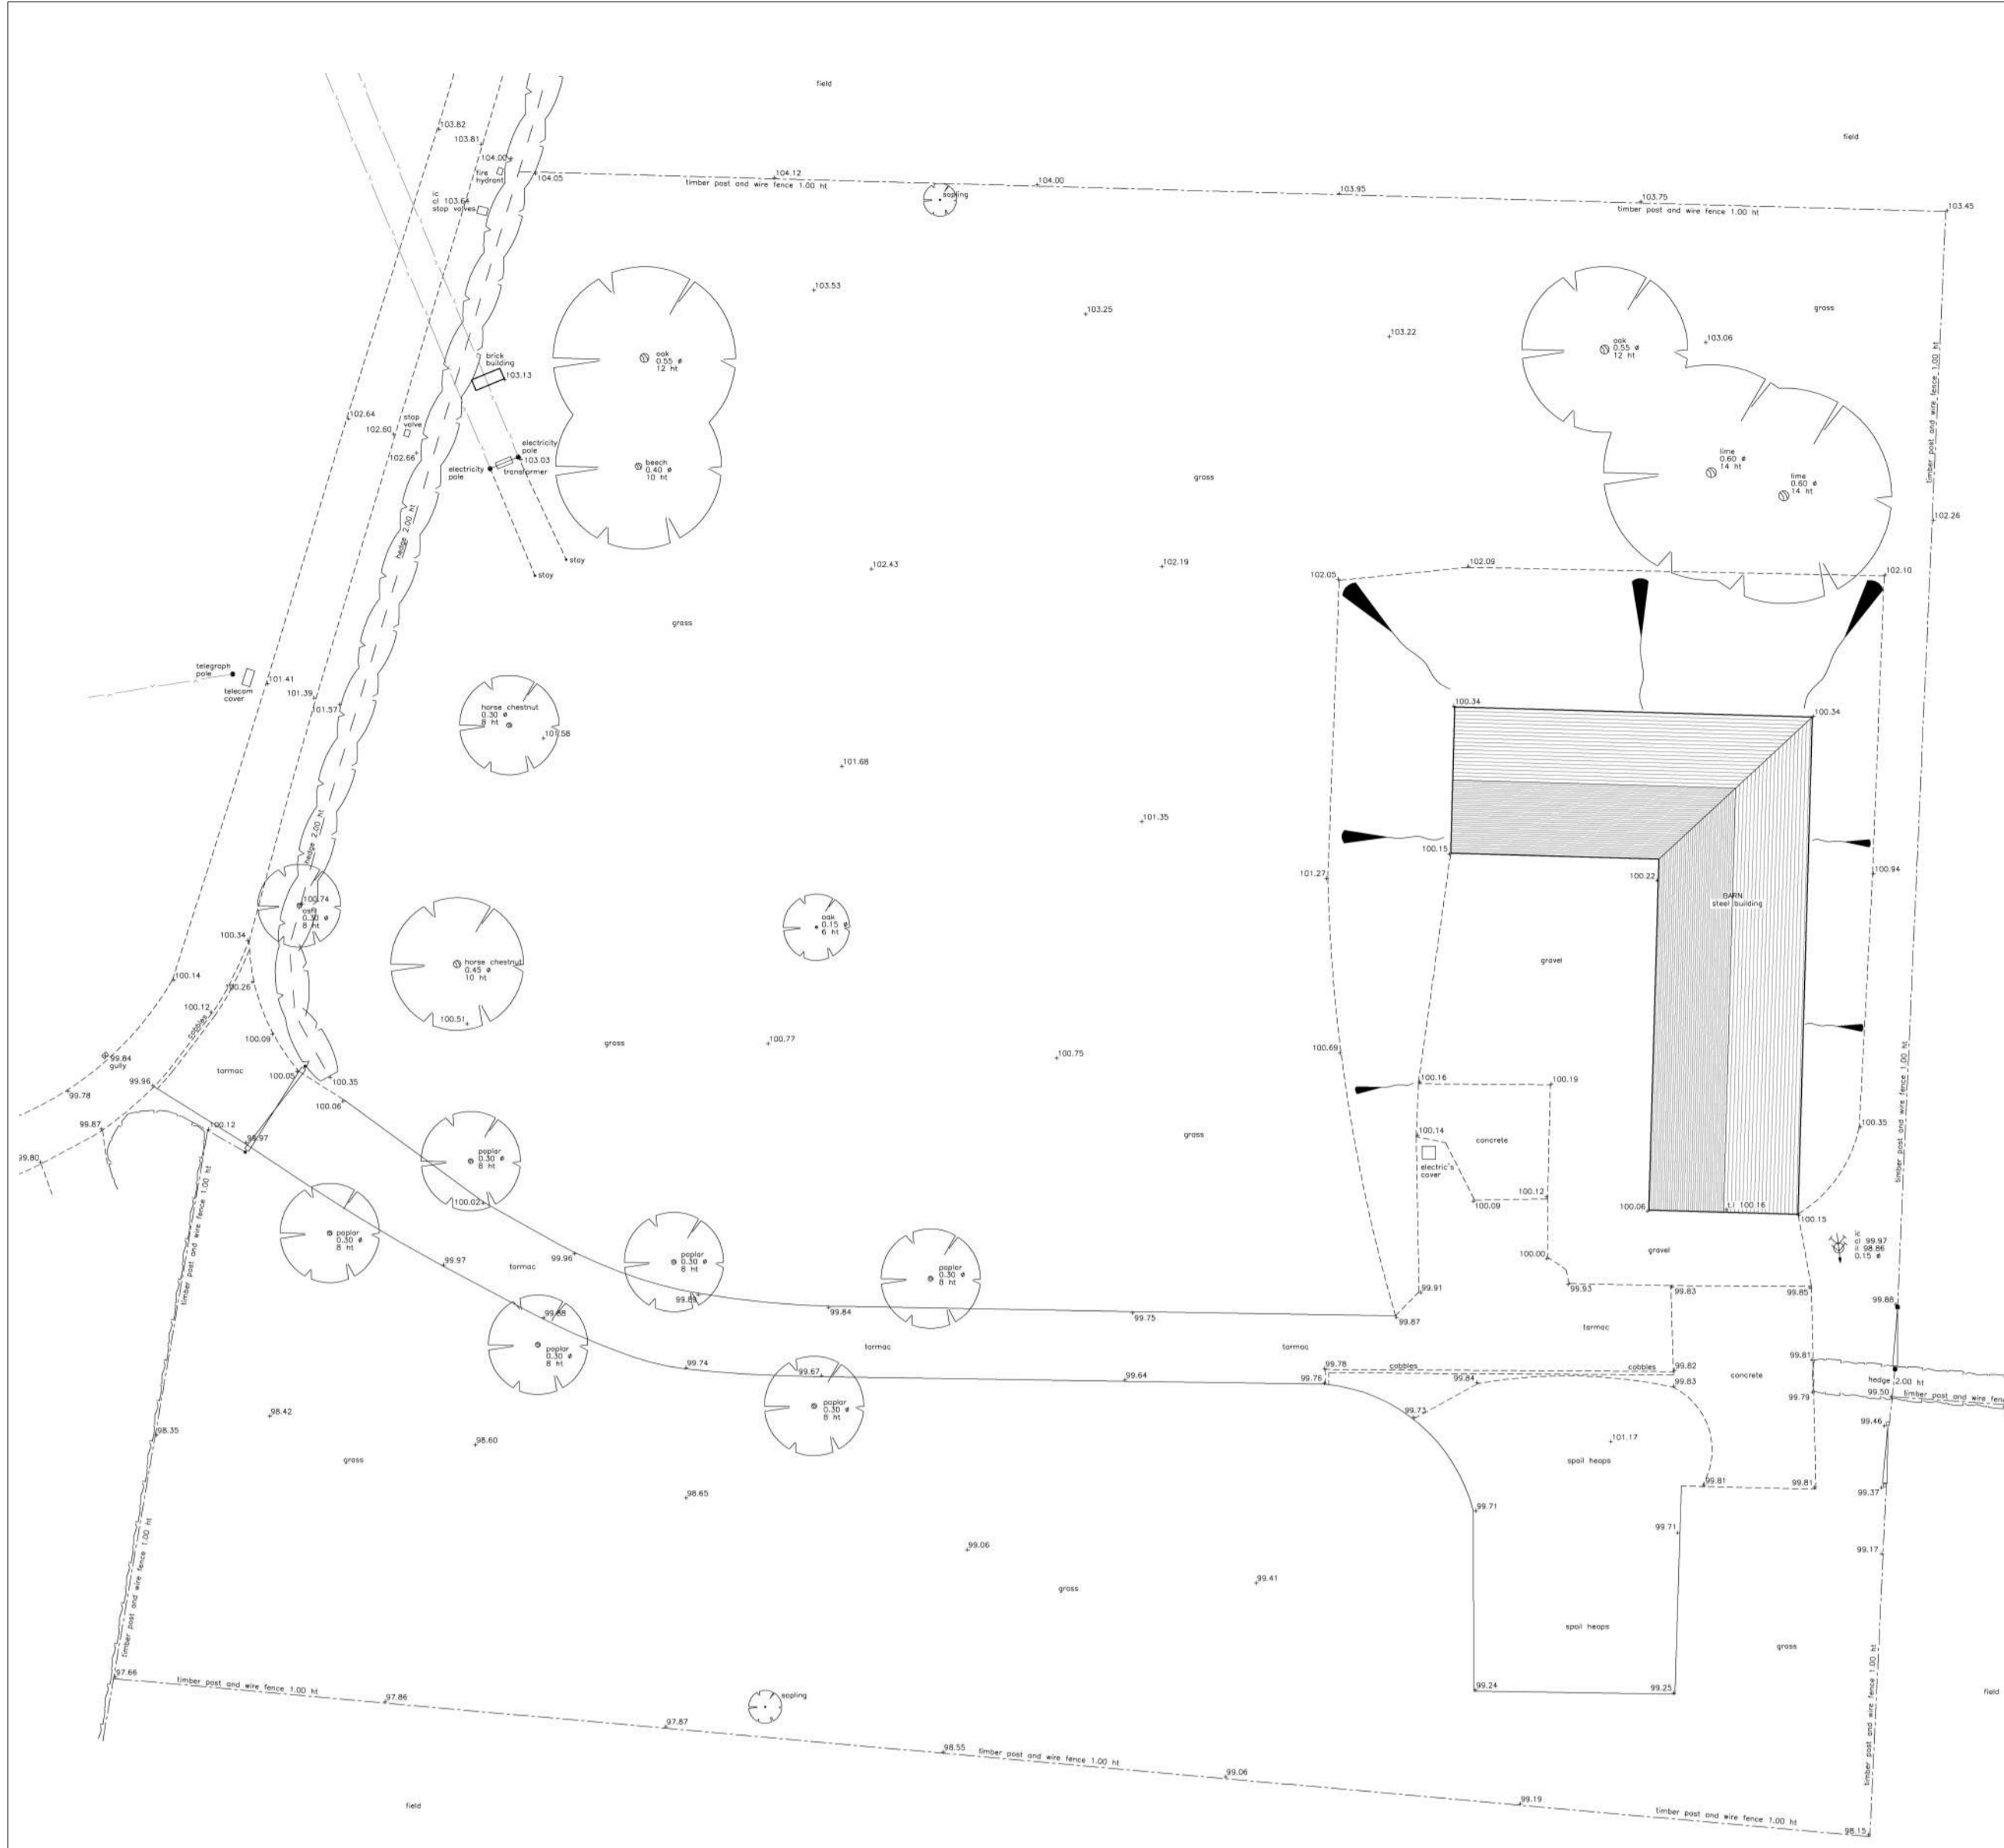 field
field
103.82
103.81
104.00
fire
hydrant
104.05
timber post and wire fence 1.00 ht
104.12
sapling
104.00
103.95
103.75
timber post and wire fence 1.00 ht
103.45
ic
cl 103.64
stop valves
103.53
103.25
103.22
grass
oak
0.55 ø
12 ht
103.06
oak
0.55 ø
12 ht
brick
building
103.13
timber post and wire fence 1.00 ht
102.64
stop
valve
102.60
102.66
electricity
pole
103.03
transformer
electricity
pole
beech
0.40 ø
10 ht
lime
0.60 ø
14 ht
lime
0.60 ø
14 ht
grass
hedge 2.00 ht
102.26
stay
stay
102.43
102.19
102.05
102.09
102.10
grass
telegraph
pole
telecom
cover
101.41
101.39
101.57
horse chestnut
0.30 ø
8 ht
101.58
100.34
100.34
101.68
101.35
hedge 2.00 ht
100.15
101.27
100.22
100.94
BARN
steel building
100.74
ash
0.30 ø
8 ht
oak
0.15 ø
6 ht
100.34
horse chestnut
0.45 ø
10 ht
gravel
100.14
100.26
100.12
cobbles
100.51
100.09
grass
100.77
100.75
100.69
99.84
gully
tarmac
100.05
100.35
99.96
99.78
100.06
100.16
100.19
timber post and wire fence 1.00 ht
99.87
100.12
99.97
100.14
concrete
grass
100.35
99.80
poplar
0.30 ø
8 ht
electric's
cover
timber post and wire fence 1.00 ht
100.02
100.09
100.12
100.06
100.16
100.15
poplar
0.30 ø
8 ht
99.97
99.96
tarmac
poplar
0.30 ø
8 ht
poplar
0.30 ø
8 ht
100.00
gravel
ic
cl 99.97
il 98.86
0.15 ø
99.89
99.84
99.75
99.87
99.91
99.93
99.83
99.85
99.88
99.88
tarmac
poplar
0.30 ø
8 ht
tarmac
tarmac
99.74
99.67
99.64
99.78
99.76
cobbles
cobbles
99.82
99.84
99.83
99.81
concrete
hedge 2.00 ht
99.79
99.50
timber post and wire
poplar
0.30 ø
8 ht
99.73
99.46
98.42
98.35
98.60
grass
101.17
spoil heaps
99.81
99.81
99.37
98.65
99.71
99.71
timber post and wire fence 1.00 ht
99.06
99.41
grass
99.17
spoil heaps
grass
97.66
timber post and wire fence 1.00 ht
97.86
sapling
99.24
99.25
field
97.87
98.55
timber post and wire fence 1.00 ht
99.06
timber post and wire fence 1.00 ht
field
99.19
timber post and wire fence 1.00 ht
98.15